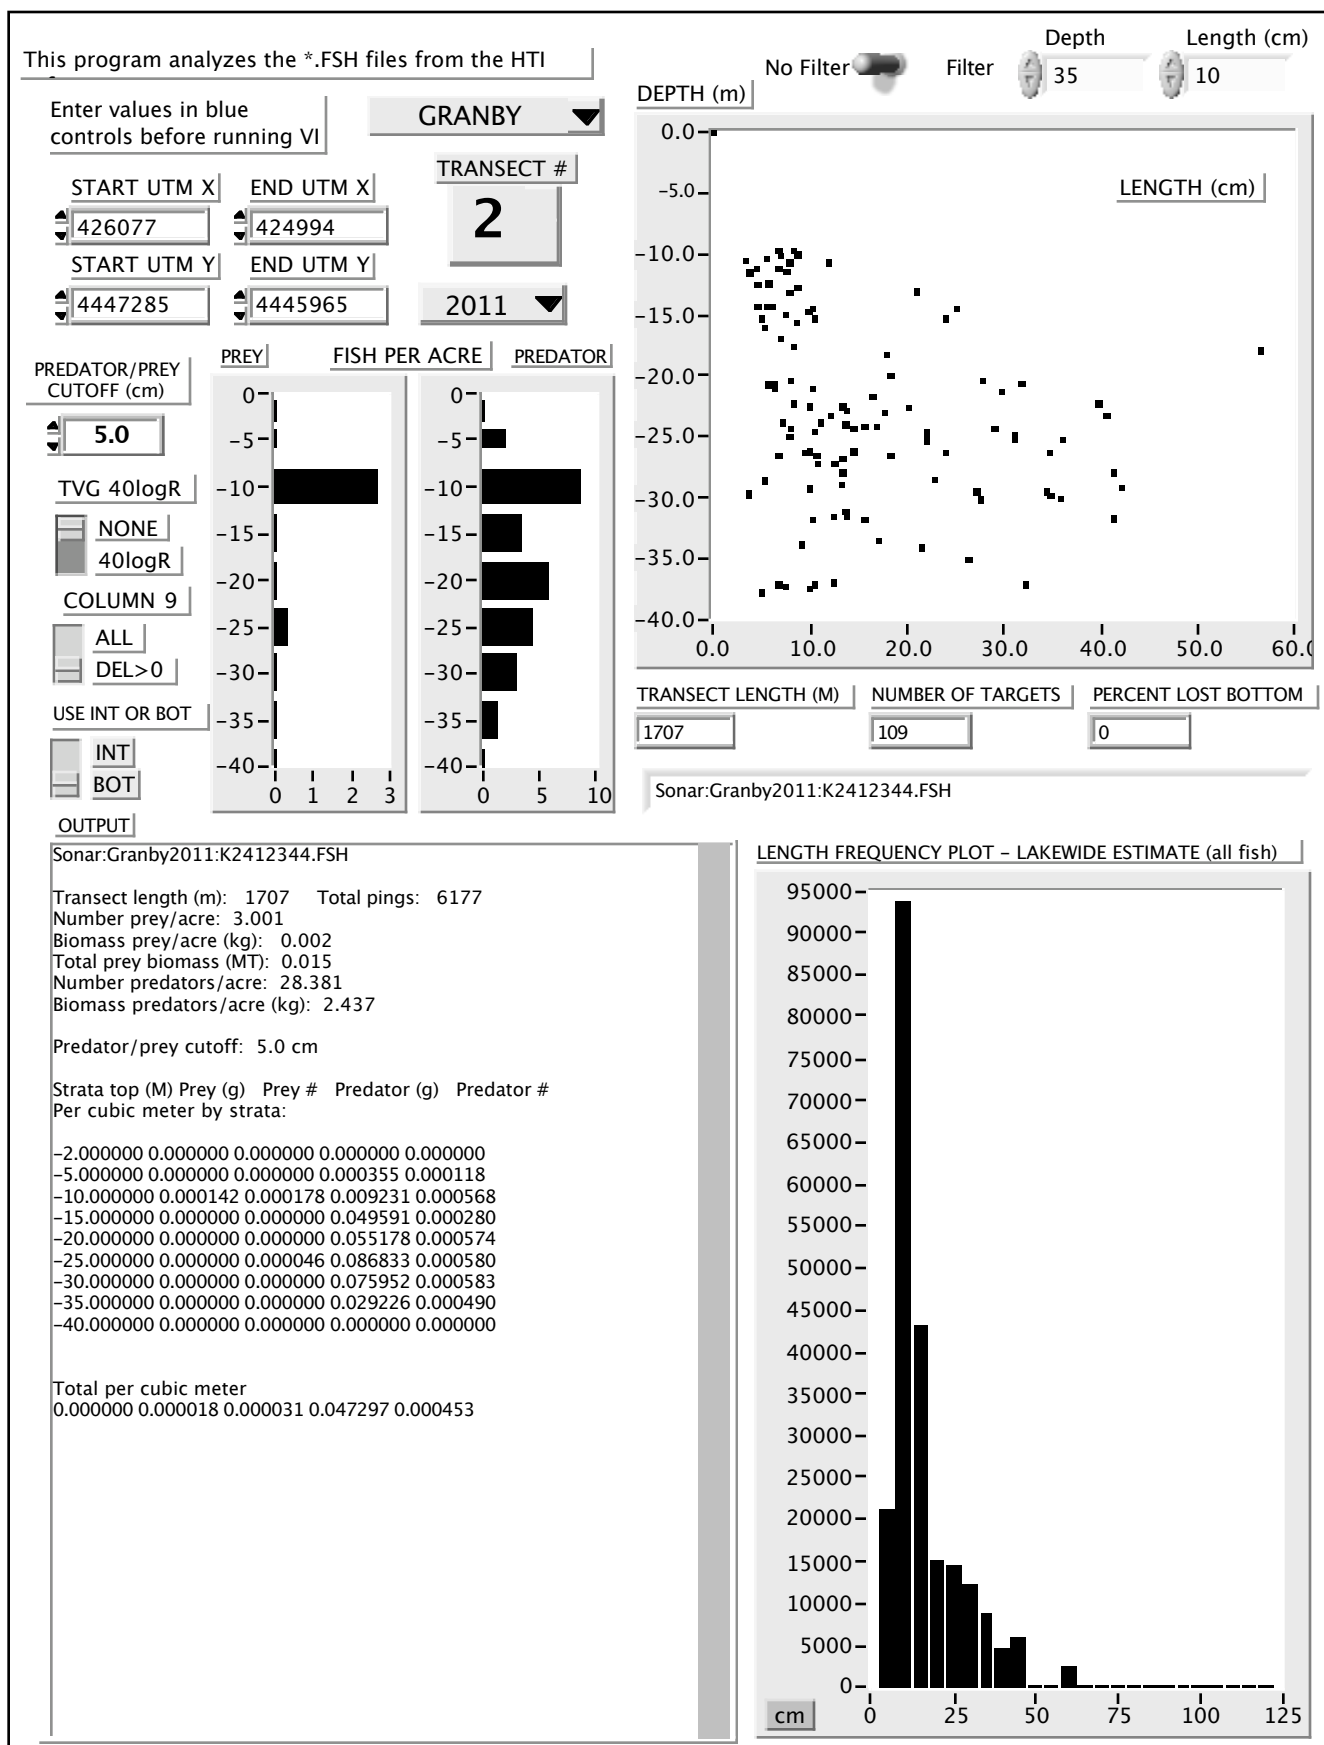 This program analyzes the *.FSH files from the HTI
No Filter
Filter
Depth
35
Length (cm)
10
Enter values in blue
controls before running VI
GRANBY
TRANSECT #
2
START UTM X
426077
END UTM X
424994
START UTM Y
4447285
END UTM Y
4445965
2011
DEPTH (m)
0.0
-5.0
-10.0
-15.0
-20.0
-25.0
-30.0
-35.0
-40.0
LENGTH (cm)
0.0 10.0 20.0 30.0 40.0 50.0 60.0
PREDATOR/PREY
CUTOFF (cm)
5.0
TVG 40logR
NONE
40logR
COLUMN 9
ALL
DEL>0
USE INT OR BOT
INT
BOT
PREY
FISH PER ACRE
PREDATOR
0
-5
-10
-15
-20
-25
-30
-35
-40
0 1 2 3
0
-5
-10
-15
-20
-25
-30
-35
-40
0 5 10
TRANSECT LENGTH (M)
1707
NUMBER OF TARGETS
109
PERCENT LOST BOTTOM
0
Sonar:Granby2011:K2412344.FSH
OUTPUT
Sonar:Granby2011:K2412344.FSH
Transect length (m): 1707 Total pings: 6177
Number prey/acre: 3.001
Biomass prey/acre (kg): 0.002
Total prey biomass (MT): 0.015
Number predators/acre: 28.381
Biomass predators/acre (kg): 2.437
Predator/prey cutoff: 5.0 cm
Strata top (M) Prey (g) Prey # Predator (g) Predator #
Per cubic meter by strata:
-2.000000 0.000000 0.000000 0.000000 0.000000
-5.000000 0.000000 0.000000 0.000355 0.000118
-10.000000 0.000142 0.000178 0.009231 0.000568
-15.000000 0.000000 0.000000 0.049591 0.000280
-20.000000 0.000000 0.000000 0.055178 0.000574
-25.000000 0.000000 0.000046 0.086833 0.000580
-30.000000 0.000000 0.000000 0.075952 0.000583
-35.000000 0.000000 0.000000 0.029226 0.000490
-40.000000 0.000000 0.000000 0.000000 0.000000
Total per cubic meter
0.000000 0.000018 0.000031 0.047297 0.000453
LENGTH FREQUENCY PLOT - LAKEWIDE ESTIMATE (all fish)
95000
90000
85000
80000
75000
70000
65000
60000
55000
50000
45000
40000
35000
30000
25000
20000
15000
10000
5000
0
cm
0 25 50 75 100 125